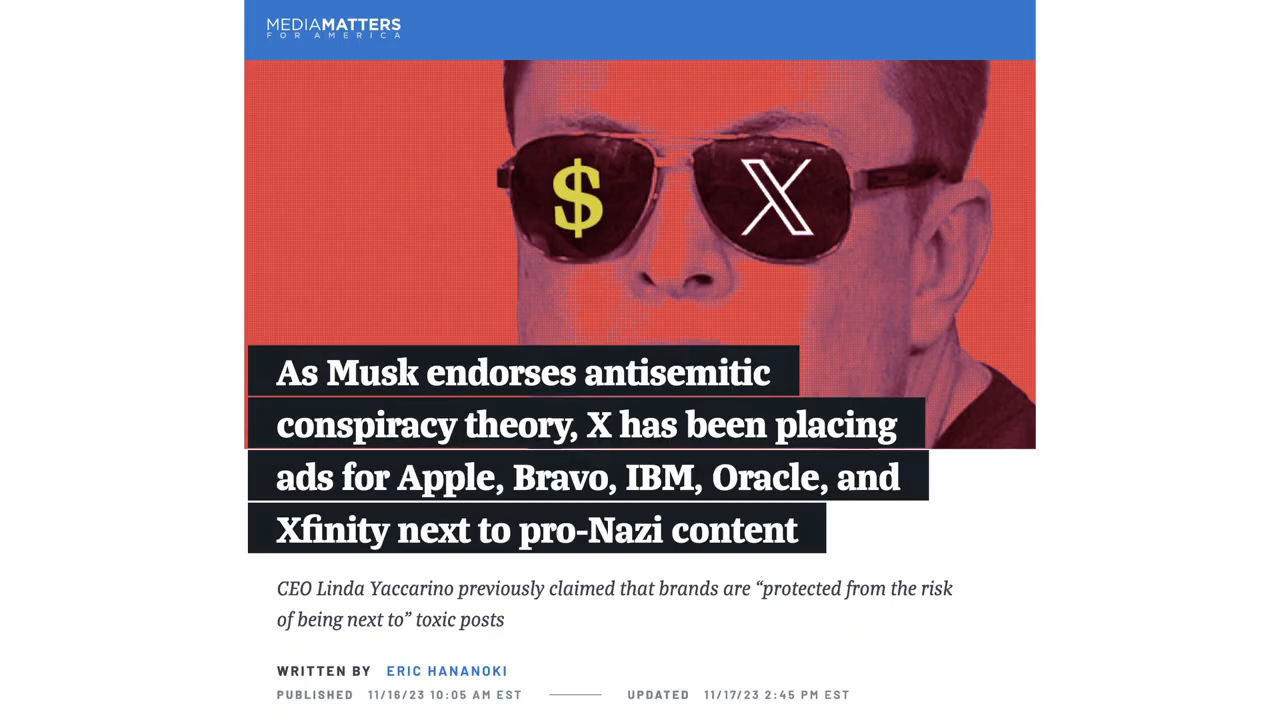 MEDIAMATTERS
FOR AMERICA
$ X
As Musk endorses antisemitic
conspiracy theory, X has been placing
ads for Apple, Bravo, IBM, Oracle, and
Xfinity next to pro-Nazi content
CEO Linda Yaccarino previously claimed that brands are “protected from the risk
of being next to” toxic posts
WRITTEN BY ERIC HANANOKI
PUBLISHED 11/16/23 10:05 AM EST UPDATED 11/17/23 2:45 PM EST